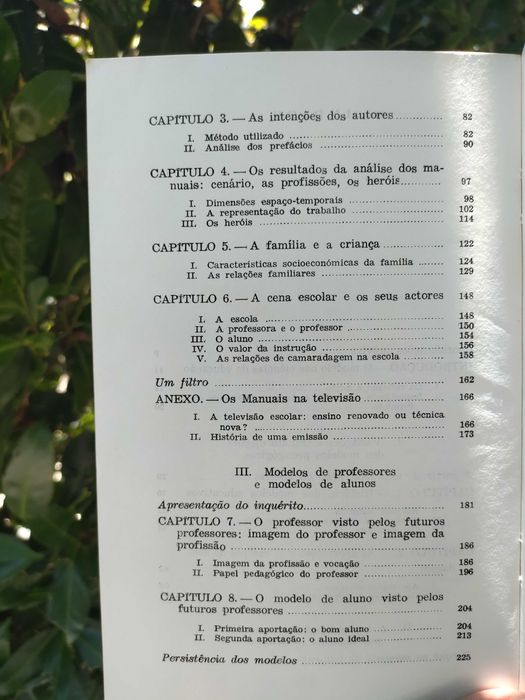 CAPÍTULO 3. — As intenções dos autores ............. 82
I. Método utilizado ............................ 82
II. Análise dos prefácios ....................... 90
CAPÍTULO 4. — Os resultados da análise dos ma-
nuais: cenário, as profissões, os heróis............ 97
I. Dimensões espaço-temporais .................... 98
II. A representação do trabalho .................... 102
III. Os heróis .................................... 114
CAPÍTULO 5. — A família e a criança ................ 122
I. Características socioeconómicas da família ........ 124
II. As relações familiares ........................ 129
CAPÍTULO 6. — A cena escolar e os seus actores 148
I. A escola .................................... 148
II. A professora e o professor .................... 150
III. O aluno .................................... 154
IV. O valor da instrução ........................ 156
V. As relações de camaradagem na escola ............ 158
Um filtro ........................................ 162
ANEXO. — Os Manuais na televisão .................. 166
I. A televisão escolar: ensino renovado ou técnica
nova? ........................................ 166
II. História de uma emissão ...................... 173
III. Modelos de professores
e modelos de alunos
Apresentação do inquérito............................ 181
CAPÍTULO 7. — O professor visto pelos futuros
professores: imagem do professor e imagem da
profissão ........................................ 186
I. Imagem da profissão e vocação ................ 186
II. Papel pedagógico do professor ................ 196
CAPÍTULO 8. — O modelo de aluno visto pelos
futuros professores .............................. 204
I. Primeira aportação: o bom aluno ................ 204
II. Segunda aportação: o aluno ideal ................ 213
Persistência dos modelos ............................ 225